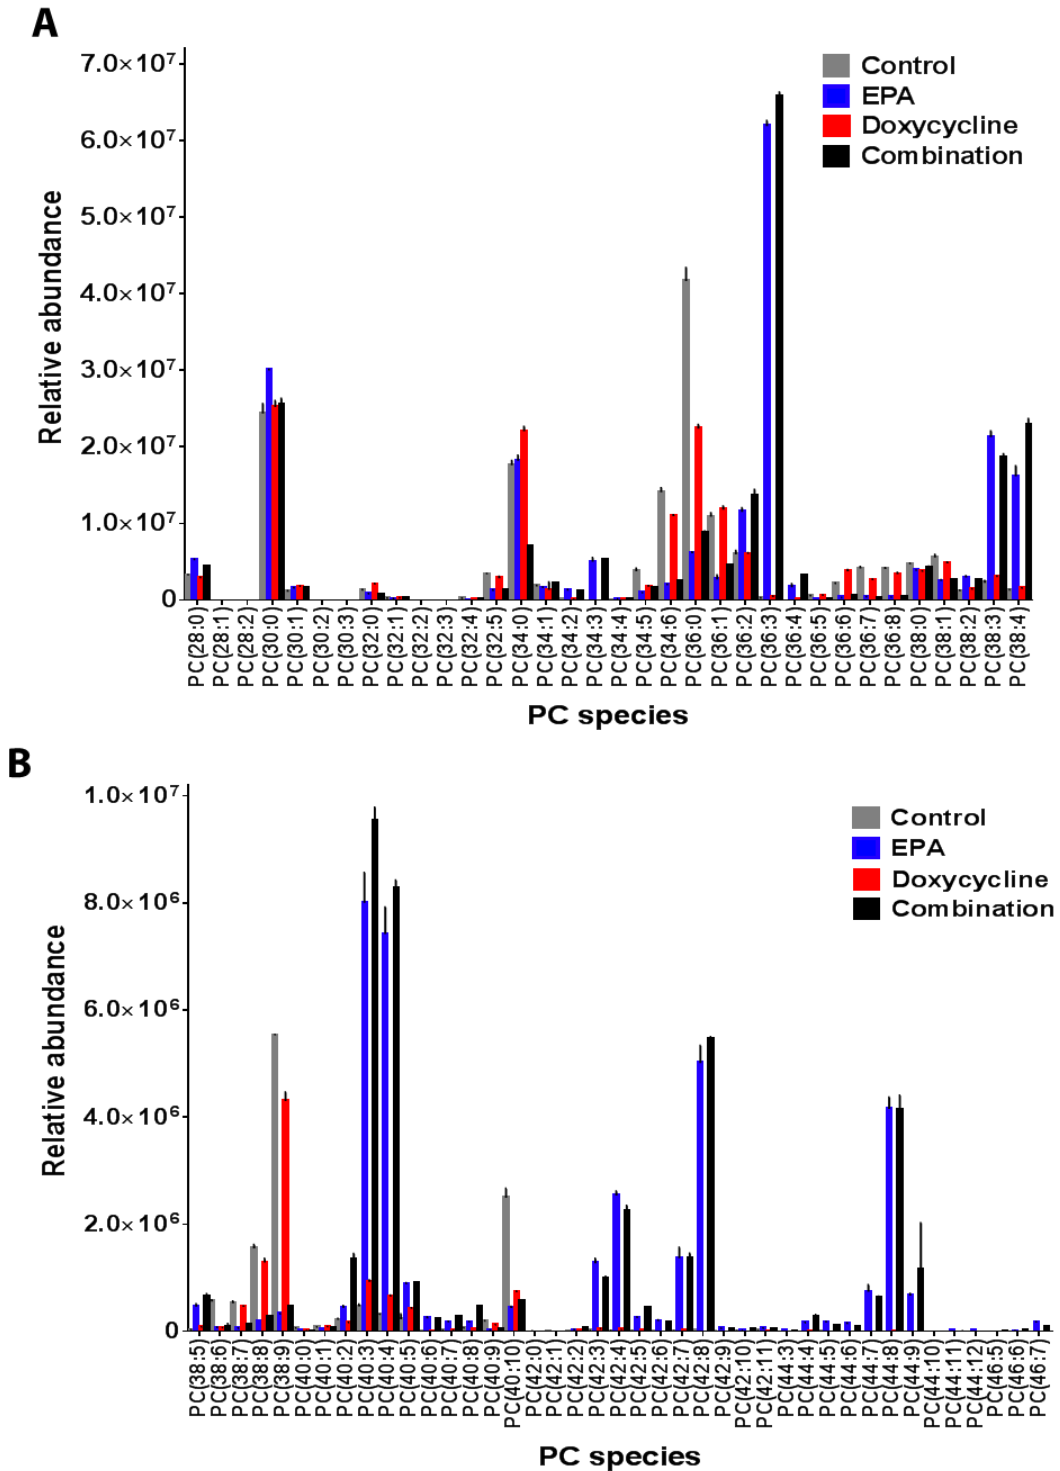 A
7.0×10⁷
6.0×10⁷
5.0×10⁷
4.0×10⁷
3.0×10⁷
2.0×10⁷
1.0×10⁷
0
Relative abundance
Control
EPA
Doxycycline
Combination
PC(28:0)
PC(28:1)
PC(28:2)
PC(30:0)
PC(30:1)
PC(30:2)
PC(30:3)
PC(32:0)
PC(32:1)
PC(32:2)
PC(32:3)
PC(32:4)
PC(32:5)
PC(34:0)
PC(34:1)
PC(34:2)
PC(34:3)
PC(34:4)
PC(34:5)
PC(34:6)
PC(36:0)
PC(36:1)
PC(36:2)
PC(36:3)
PC(36:4)
PC(36:5)
PC(36:6)
PC(36:7)
PC(36:8)
PC(38:0)
PC(38:1)
PC(38:2)
PC(38:3)
PC(38:4)
PC species
B
1.0×10⁷
8.0×10⁶
6.0×10⁶
4.0×10⁶
2.0×10⁶
0
Relative abundance
Control
EPA
Doxycycline
Combination
PC(38:5)
PC(38:6)
PC(38:7)
PC(38:8)
PC(38:9)
PC(40:0)
PC(40:1)
PC(40:2)
PC(40:3)
PC(40:4)
PC(40:5)
PC(40:6)
PC(40:7)
PC(40:8)
PC(40:9)
PC(40:10)
PC(42:0)
PC(42:1)
PC(42:2)
PC(42:3)
PC(42:4)
PC(42:5)
PC(42:6)
PC(42:7)
PC(42:8)
PC(42:9)
PC(42:10)
PC(42:11)
PC(44:3)
PC(44:4)
PC(44:5)
PC(44:6)
PC(44:7)
PC(44:8)
PC(44:9)
PC(44:10)
PC(44:11)
PC(44:12)
PC(46:5)
PC(46:6)
PC(46:7)
PC species